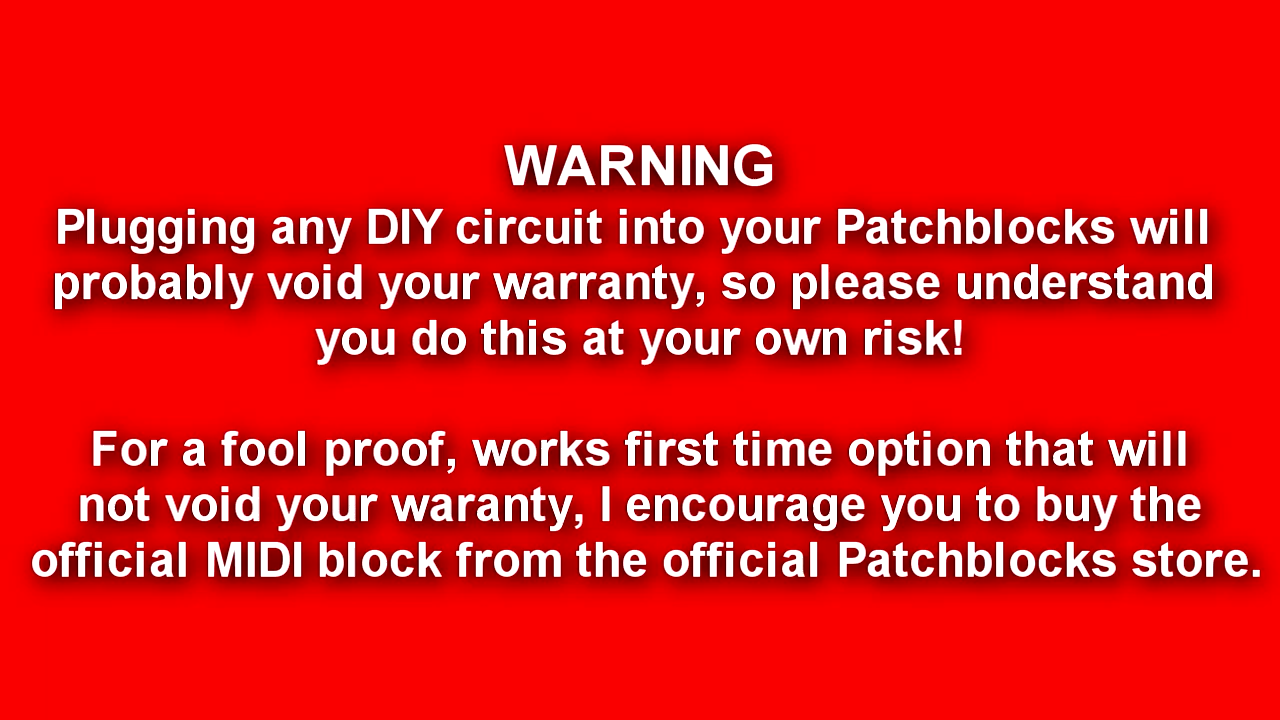 WARNING
Plugging any DIY circuit into your Patchblocks will
probably void your warranty, so please understand
you do this at your own risk!
For a fool proof, works first time option that will
not void your waranty, I encourage you to buy the
official MIDI block from the official Patchblocks store.